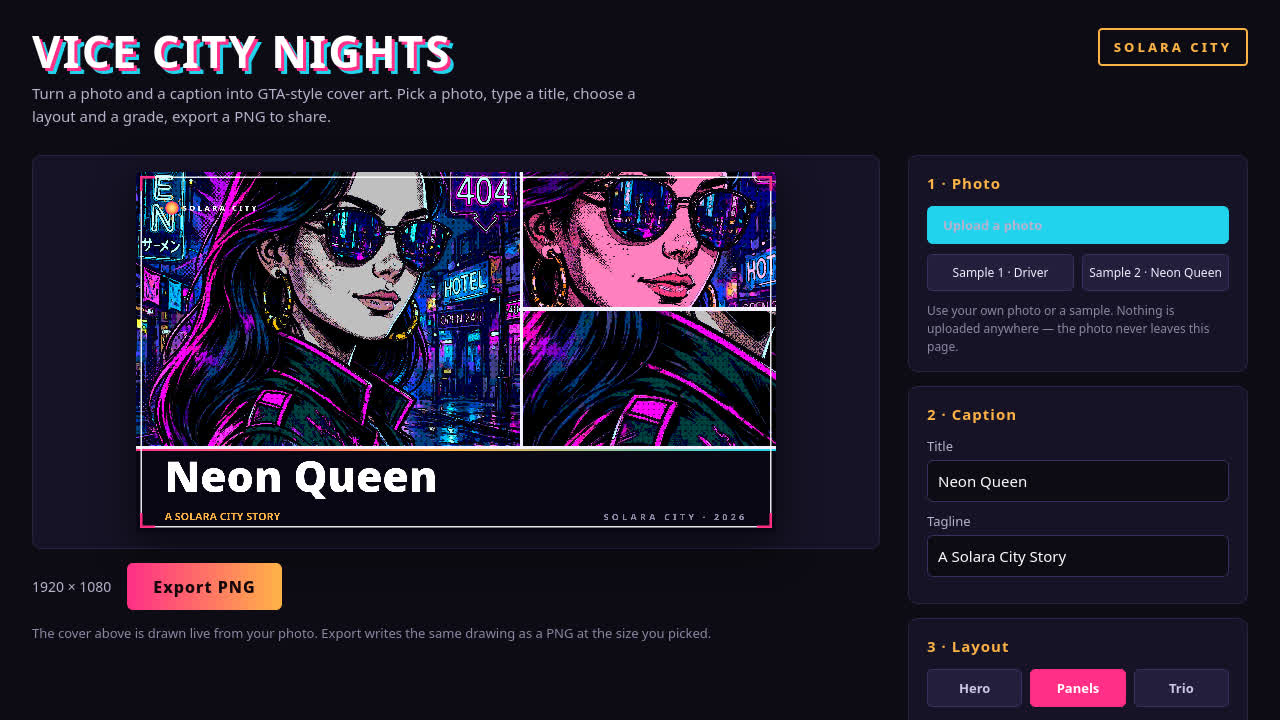 VICE CITY NIGHTS
Turn a photo and a caption into GTA-style cover art. Pick a photo, type a title, choose a
layout and a grade, export a PNG to share.
SOLARA CITY
EN
サーメン
SOLARA CITY
404
HOTEL
OPEN 24
HOT
Neon Queen
A SOLARA CITY STORY
SOLARA CITY · 2026
1920 × 1080
Export PNG
The cover above is drawn live from your photo. Export writes the same drawing as a PNG at the size you picked.
1 · Photo
Upload a photo
Sample 1 · Driver
Sample 2 · Neon Queen
Use your own photo or a sample. Nothing is
uploaded anywhere — the photo never leaves this
page.
2 · Caption
Title
Neon Queen
Tagline
A Solara City Story
3 · Layout
Hero
Panels
Trio